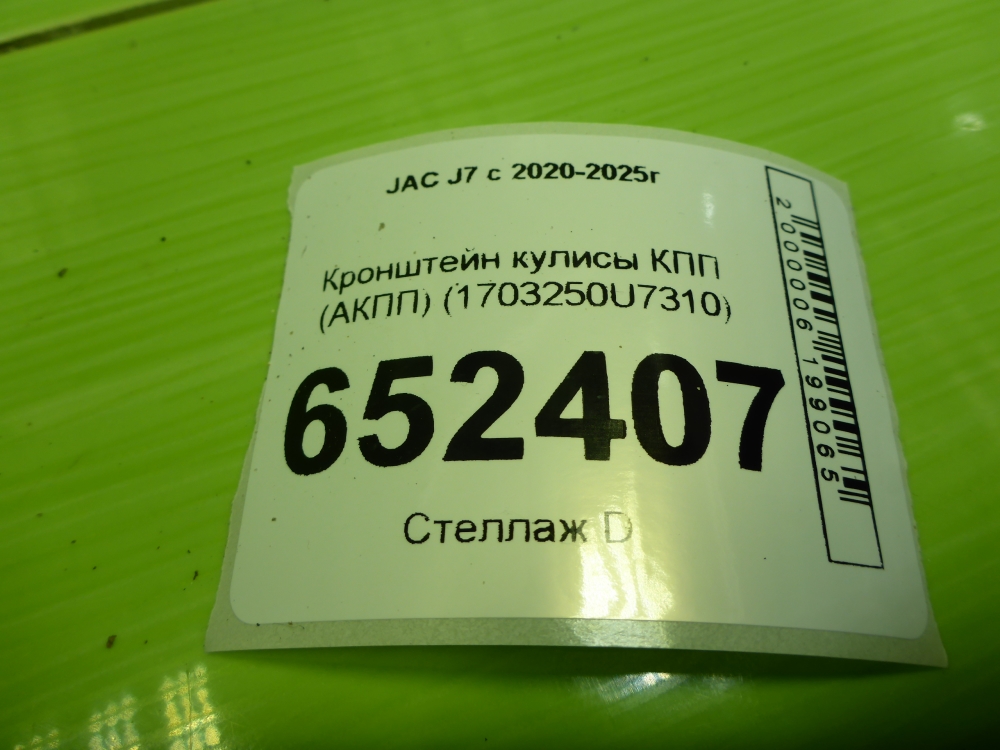 JAC J7 с 2020-2025г
Кронштейн кулисы КПП
(АКПП) (1703250U7310)
652407
Стеллаж D
2000006199065